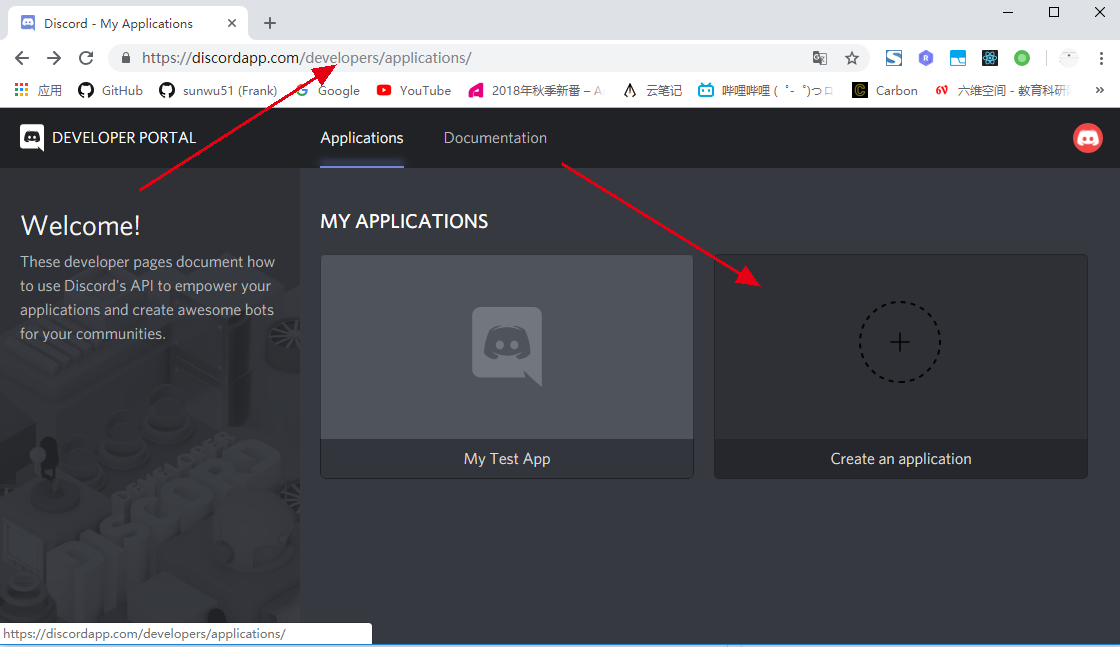 Discord - My Applications
https://discordapp.com/developers/applications/
应用 GitHub sunwu51 (Frank) Google YouTube 2018年秋季新番 – 云笔记 哔哩哔哩 ( ゜- ゜)つロ Carbon 六维空间 - 教育科研
DEVELOPER PORTAL Applications Documentation
Welcome!
These developer pages document how
to use Discord's API to empower your
applications and create awesome bots
for your communities.
MY APPLICATIONS
My Test App
Create an application
https://discordapp.com/developers/applications/